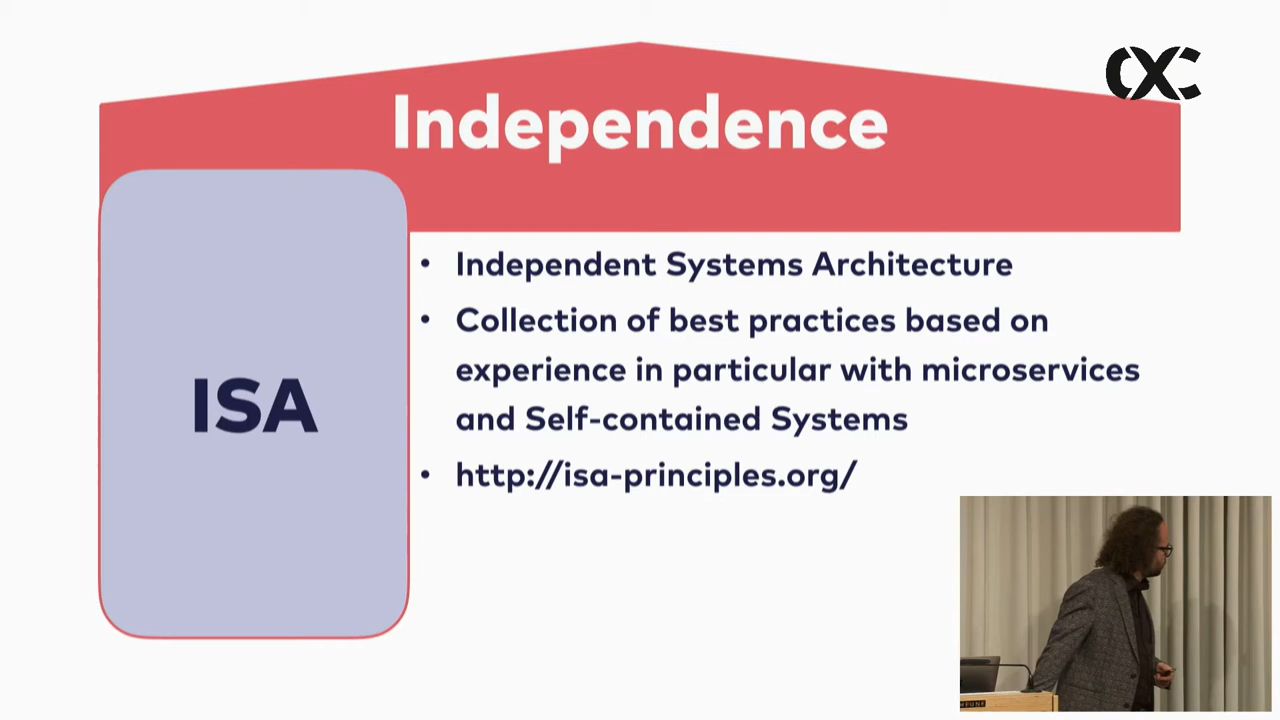 Independence
ISA
• Independent Systems Architecture
• Collection of best practices based on
experience in particular with microservices
and Self-contained Systems
• http://isa-principles.org/